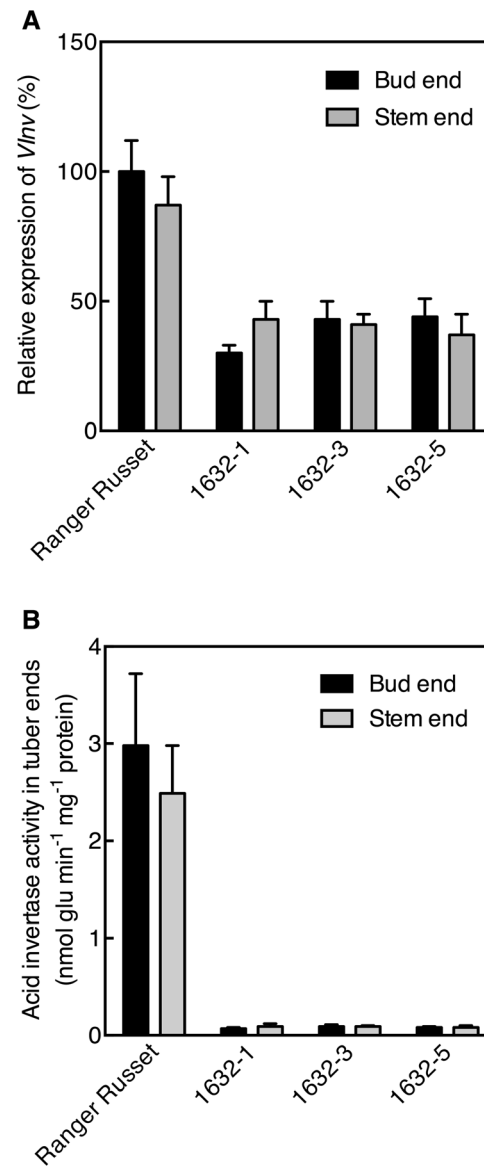 A
Relative expression of VInv (%)
150
100
50
0
Bud end
Stem end
Ranger Russet
1632-1
1632-3
1632-5
B
Acid invertase activity in tuber ends
(nmol glu min⁻¹ mg⁻¹ protein)
4
3
2
1
0
Bud end
Stem end
Ranger Russet
1632-1
1632-3
1632-5